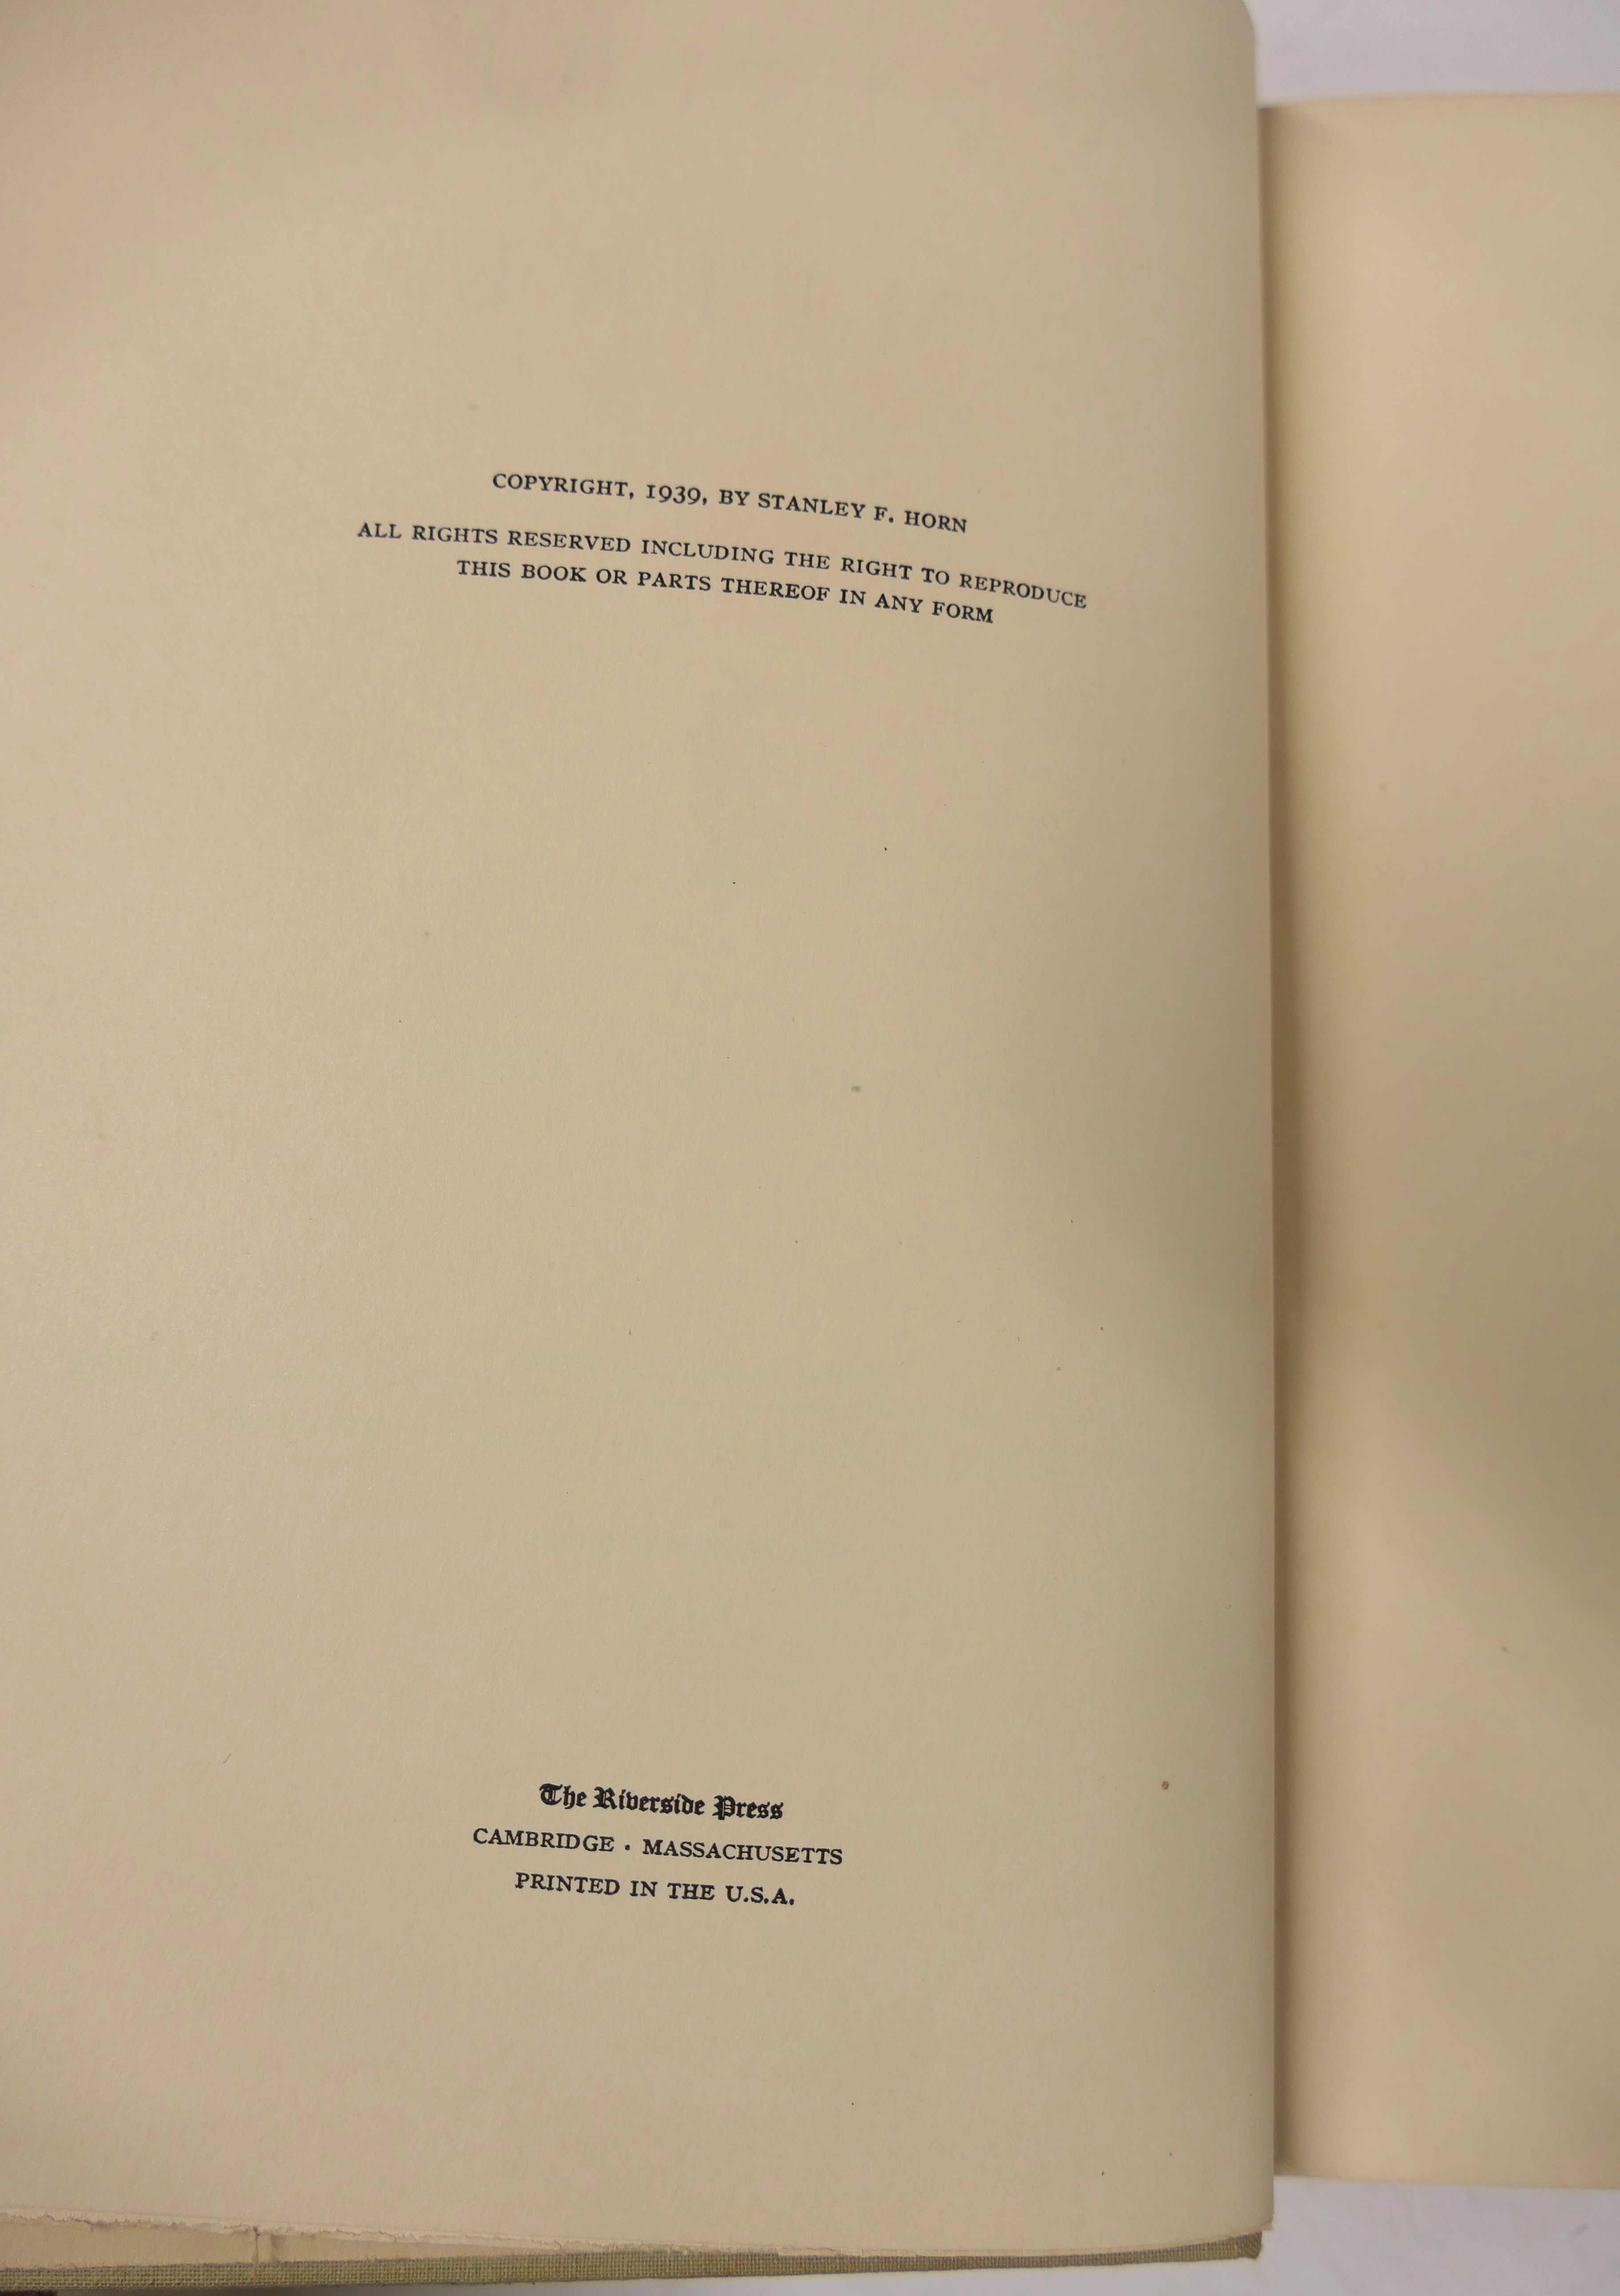 COPYRIGHT, 1939, BY STANLEY F. HORN
ALL RIGHTS RESERVED INCLUDING THE RIGHT TO REPRODUCE
THIS BOOK OR PARTS THEREOF IN ANY FORM
The Riverside Press
CAMBRIDGE · MASSACHUSETTS
PRINTED IN THE U.S.A.